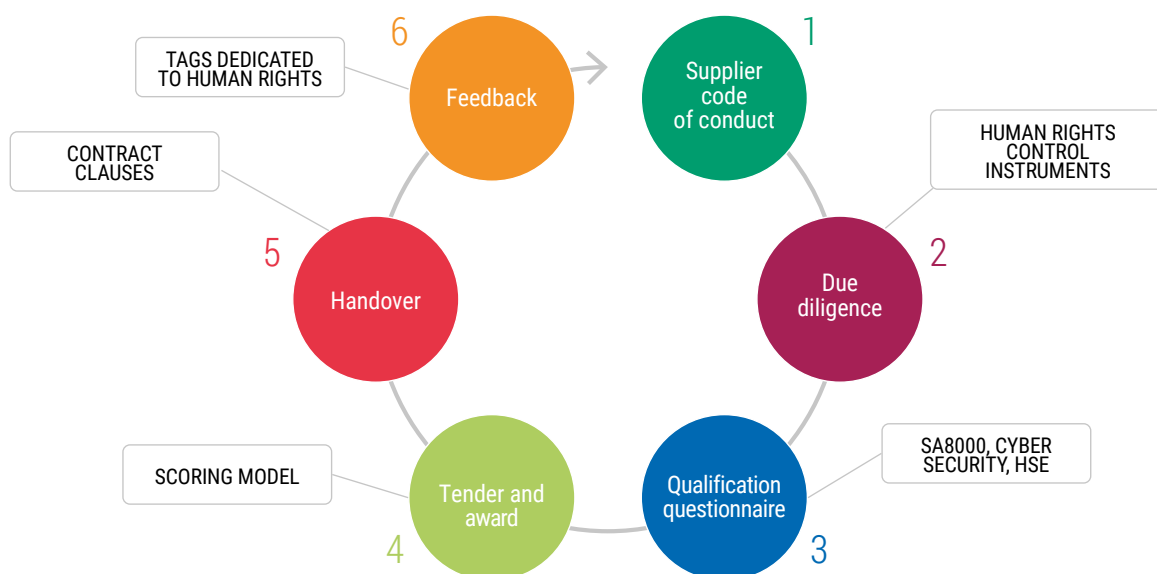 1
Supplier
code
of conduct
HUMAN RIGHTS
CONTROL
INSTRUMENTS
2
Due
diligence
SA8000, CYBER
SECURITY, HSE
3
Qualification
questionnaire
4
Tender and
award
SCORING MODEL
5
Handover
CONTRACT
CLAUSES
6
Feedback
TAGS DEDICATED
TO HUMAN RIGHTS